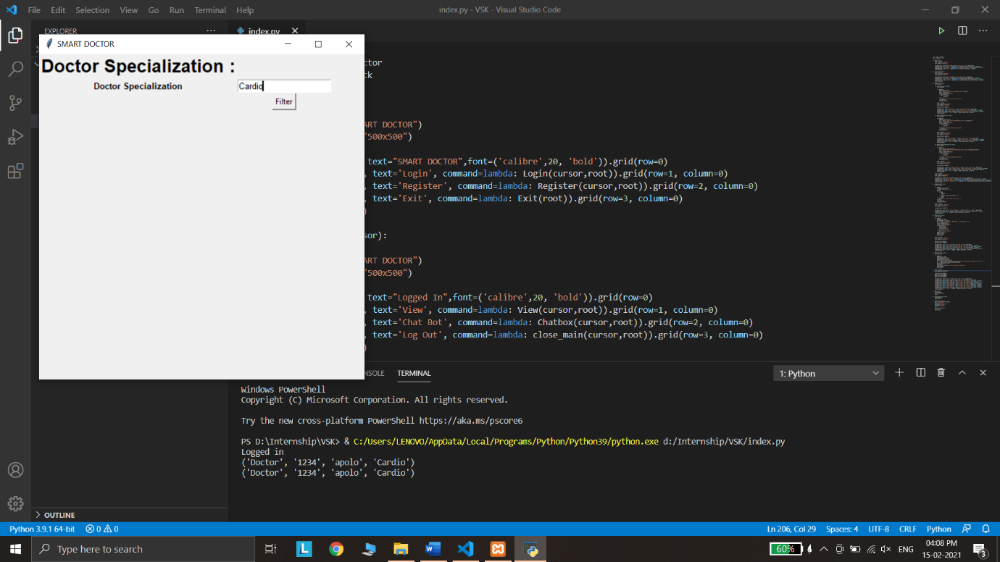 File Edit Selection View Go Run Terminal Help
index.py - VSK - Visual Studio Code
EXPLORER
index.py
SMART DOCTOR
Doctor Specialization :
Doctor Specialization
Cardio
Filter
ctor
ck
ART DOCTOR")
"500x500")
text="SMART DOCTOR",font=('calibre',20, 'bold')).grid(row=0)
, text='Login', command=lambda: Login(cursor,root)).grid(row=1, column=0)
, text='Register', command=lambda: Register(cursor,root)).grid(row=2, column=0)
, text='Exit', command=lambda: Exit(root)).grid(row=3, column=0)
)
sor):
ART DOCTOR")
"500x500")
text="Logged In",font=('calibre',20, 'bold')).grid(row=0)
, text='View', command=lambda: View(cursor,root)).grid(row=1, column=0)
, text='Chat Bot', command=lambda: Chatbox(cursor,root)).grid(row=2, column=0)
, text='Log Out', command=lambda: close_main(cursor,root)).grid(row=3, column=0)
)
NSOLE TERMINAL
1: Python
Windows PowerShell
Copyright (C) Microsoft Corporation. All rights reserved.
Try the new cross-platform PowerShell https://aka.ms/pscore6
PS D:\Internship\VSK> & C:/Users/LENOVO/AppData/Local/Programs/Python/Python39/python.exe d:/Internship/VSK/index.py
Logged in
('Doctor', '1234', 'apolo', 'Cardio')
('Doctor', '1234', 'apolo', 'Cardio')
OUTLINE
Python 3.9.1 64-bit 0 0
Ln 206, Col 29 Spaces: 4 UTF-8 CRLF Python
Type here to search
L
W
60%
ENG
04:08 PM
15-02-2021
3